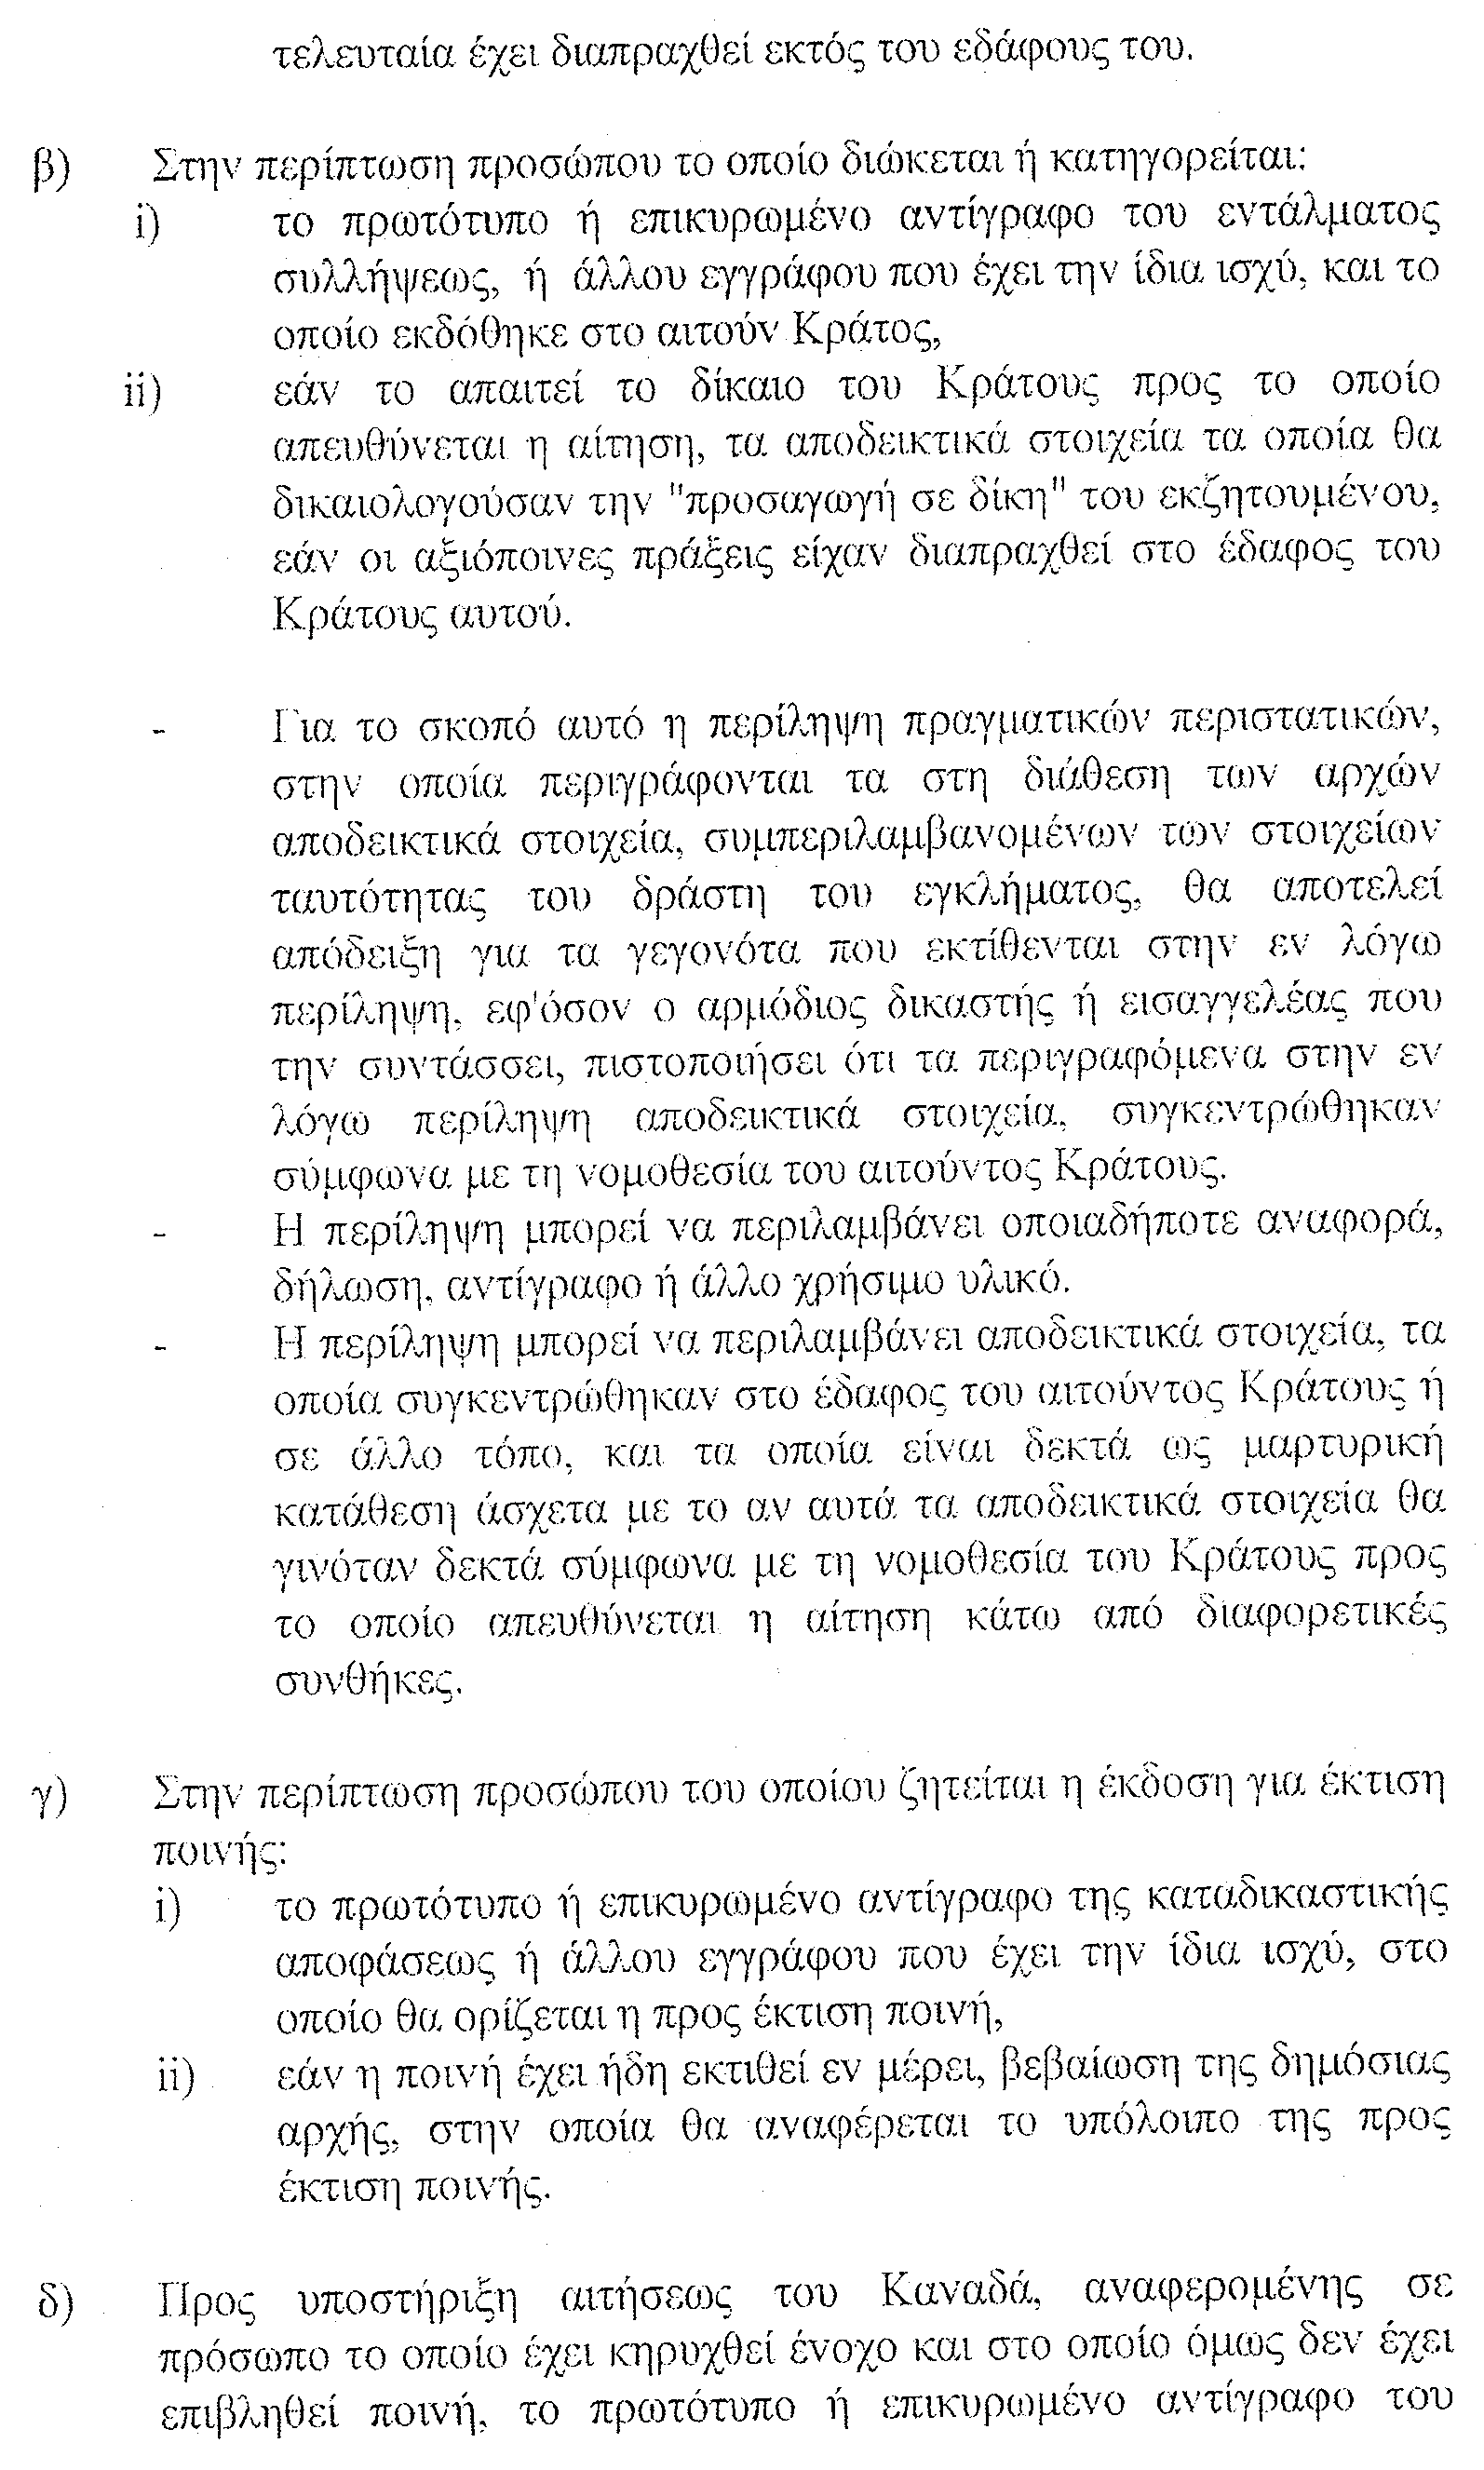 τελευταία έχει διαπραχθεί εκτός του εδάφους του.
β) Στην περίπτωση προσώπου το οποίο διώκεται ή κατηγορείται:
i) το πρωτότυπο ή επικυρωμένο αντίγραφο του εντάλματος
συλλήψεως, ή άλλου εγγράφου που έχει την ίδια ισχύ, και το
οποίο εκδόθηκε στο αιτούν Κράτος,
ii) εάν το απαιτεί το δίκαιο του Κράτους προς το οποίο
απευθύνεται η αίτηση, τα αποδεικτικά στοιχεία τα οποία θα
δικαιολογούσαν την "προσαγωγή σε δίκη" του εκζητουμένου,
εάν οι αξιόποινες πράξεις είχαν διαπραχθεί στο έδαφος του
Κράτους αυτού.
- Για το σκοπό αυτό η περίληψη πραγματικών περιστατικών,
στην οποία περιγράφονται τα στη διάθεση των αρχών
αποδεικτικά στοιχεία, συμπεριλαμβανομένων των στοιχείων
ταυτότητας του δράστη του εγκλήματος, θα αποτελεί
απόδειξη για τα γεγονότα που εκτίθενται στην εν λόγω
περίληψη, εφ'όσον ο αρμόδιος δικαστής ή εισαγγελέας που
την συντάσσει, πιστοποιήσει ότι τα περιγραφόμενα στην εν
λόγω περίληψη αποδεικτικά στοιχεία, συγκεντρώθηκαν
σύμφωνα με τη νομοθεσία του αιτούντος Κράτους.
- Η περίληψη μπορεί να περιλαμβάνει οποιαδήποτε αναφορά,
δήλωση, αντίγραφο ή άλλο χρήσιμο υλικό.
- Η περίληψη μπορεί να περιλαμβάνει αποδεικτικά στοιχεία, τα
οποία συγκεντρώθηκαν στο έδαφος του αιτούντος Κράτους ή
σε άλλο τόπο, και τα οποία είναι δεκτά ως μαρτυρική
κατάθεση άσχετα με το αν αυτά τα αποδεικτικά στοιχεία θα
γινόταν δεκτά σύμφωνα με τη νομοθεσία του Κράτους προς
το οποίο απευθύνεται η αίτηση κάτω από διαφορετικές
συνθήκες.
γ) Στην περίπτωση προσώπου του οποίου ζητείται η έκδοση για έκτιση
ποινής:
i) το πρωτότυπο ή επικυρωμένο αντίγραφο της καταδικαστικής
αποφάσεως ή άλλου εγγράφου που έχει την ίδια ισχύ, στο
οποίο θα ορίζεται η προς έκτιση ποινή,
ii) εάν η ποινή έχει ήδη εκτιθεί εν μέρει, βεβαίωση της δημόσιας
αρχής, στην οποία θα αναφέρεται το υπόλοιπο της προς
έκτιση ποινής.
δ) Προς υποστήριξη αιτήσεως του Καναδά, αναφερομένης σε
πρόσωπο το οποίο έχει κηρυχθεί ένοχο και στο οποίο όμως δεν έχει
επιβληθεί ποινή, το πρωτότυπο ή επικυρωμένο αντίγραφο του